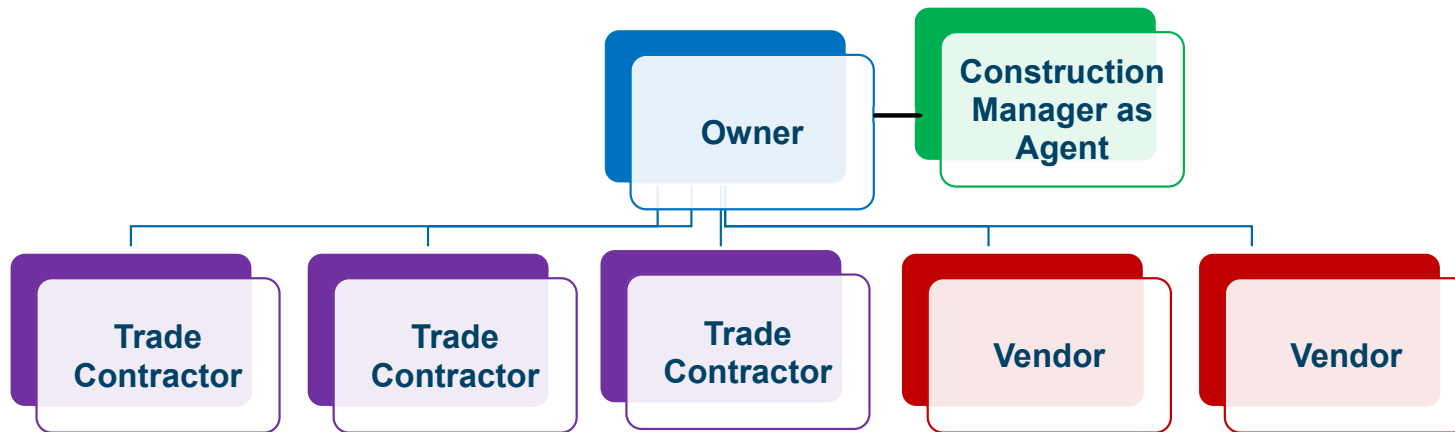 Construction
Manager as
Agent
Owner
Trade
Contractor
Trade
Contractor
Trade
Contractor
Vendor
Vendor